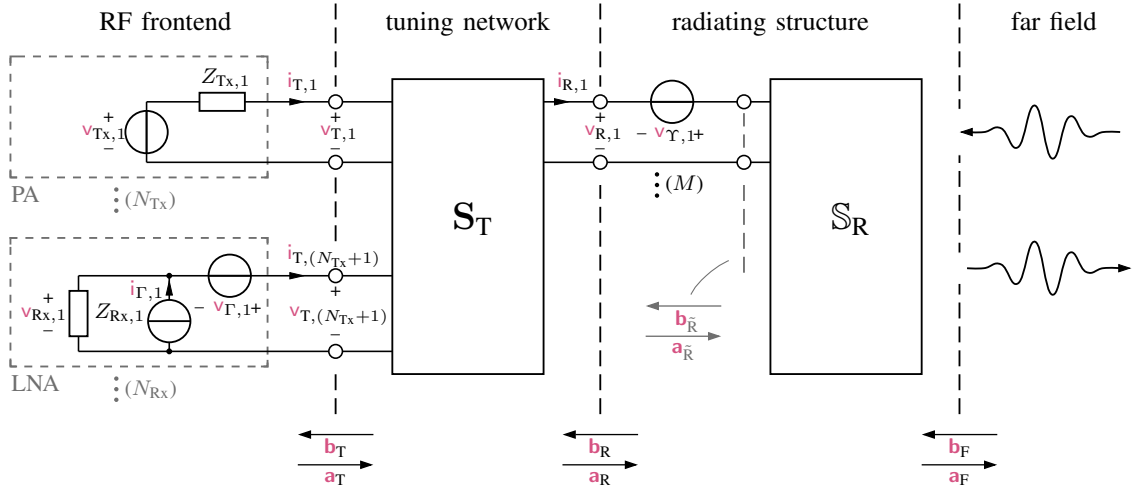 RF frontend
tuning network
radiating structure
far field
Z_Tx,1
i_T,1
i_R,1
+
v_Tx,1
−
+
v_T,1
−
+
v_R,1
−
− v_Υ,1 +
PA
⋮ (N_Tx)
⋮ (M)
S_T
𝕊_R
i_T,(N_Tx+1)
i_Γ,1
+
v_Rx,1
−
Z_Rx,1
− v_Γ,1 +
+
v_T,(N_Tx+1)
−
b_R̃
a_R̃
LNA
⋮ (N_Rx)
b_T
a_T
b_R
a_R
b_F
a_F